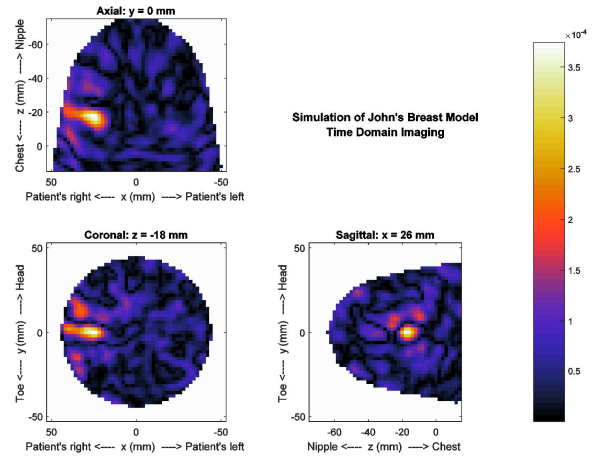 Axial: y = 0 mm
-75
-60
-40
-20
0
Chest <---- z (mm) ----> Nipple
50
0
-50
Patient's right <---- x (mm) ----> Patient's left
Simulation of John's Breast Model
Time Domain Imaging
×10⁻⁴
3.5
3
2.5
2
1.5
1
0.5
Coronal: z = -18 mm
50
0
-50
Toe <---- y (mm) ----> Head
50
0
-50
Patient's right <---- x (mm) ----> Patient's left
Sagittal: x = 26 mm
50
0
-50
Toe <---- y (mm) ----> Head
-60
-40
-20
0
Nipple <---- z (mm) ----> Chest